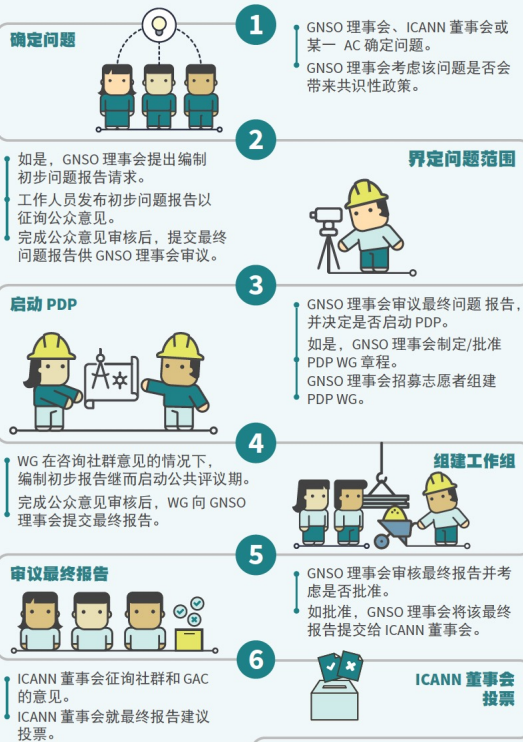 1
确定问题
GNSO 理事会、ICANN 董事会或
某一 AC 确定问题。
GNSO 理事会考虑该问题是否会
带来共识性政策。
2
界定问题范围
如是，GNSO 理事会提出编制
初步问题报告请求。
工作人员发布初步问题报告以
征询公众意见。
完成公众意见审核后，提交最终
问题报告供 GNSO 理事会审议。
3
启动 PDP
GNSO 理事会审议最终问题 报告，
并决定是否启动 PDP。
如是，GNSO 理事会制定/批准
PDP WG 章程。
GNSO 理事会招募志愿者组建
PDP WG。
4
组建工作组
WG 在咨询社群意见的情况下，
编制初步报告继而启动公共评议期。
完成公众意见审核后，WG 向 GNSO
理事会提交最终报告。
5
审议最终报告
GNSO 理事会审核最终报告并考
虑是否批准。
如批准，GNSO 理事会将该最终
报告提交给 ICANN 董事会。
6
ICANN 董事会
投票
ICANN 董事会征询社群和 GAC
的意见。
ICANN 董事会就最终报告建议
投票。